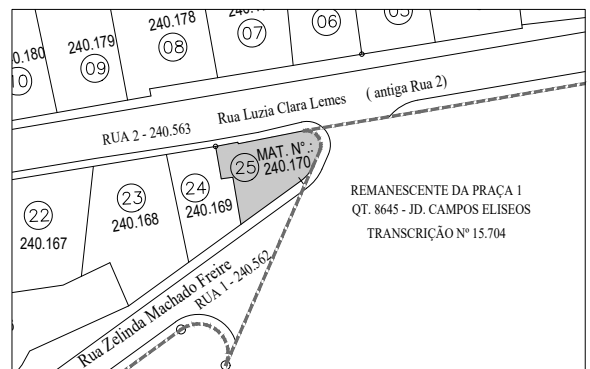 05
240.178
06
07
240.179
08
09
.180
10
Rua Luzia Clara Lemes
( antiga Rua 2)
RUA 2 - 240.563
25
MAT. Nº.:
240.170
24
240.169
23
240.168
22
240.167
REMANESCENTE DA PRAÇA 1
QT. 8645 - JD. CAMPOS ELISEOS
TRANSCRIÇÃO Nº 15.704
Rua Zelinda Machado Freire
RUA 1 - 240.562